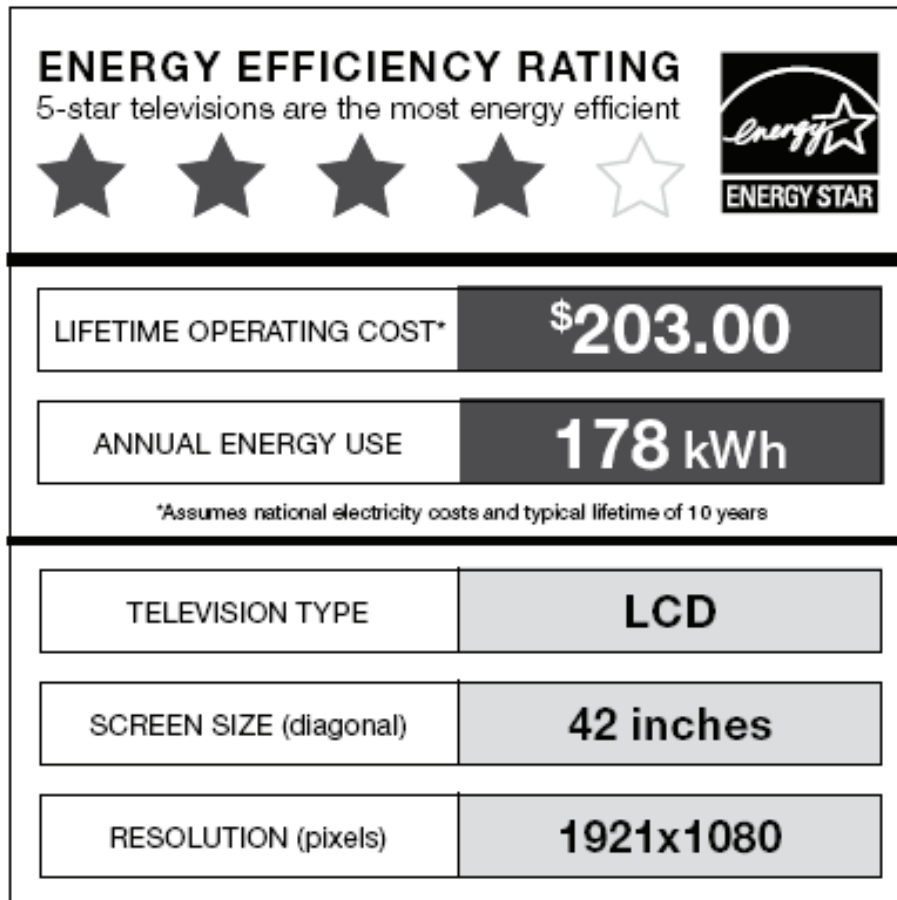 ENERGY EFFICIENCY RATING
5-star televisions are the most energy efficient
energy
ENERGY STAR
LIFETIME OPERATING COST* $203.00
ANNUAL ENERGY USE 178 kWh
*Assumes national electricity costs and typical lifetime of 10 years
TELEVISION TYPE LCD
SCREEN SIZE (diagonal) 42 inches
RESOLUTION (pixels) 1921x1080